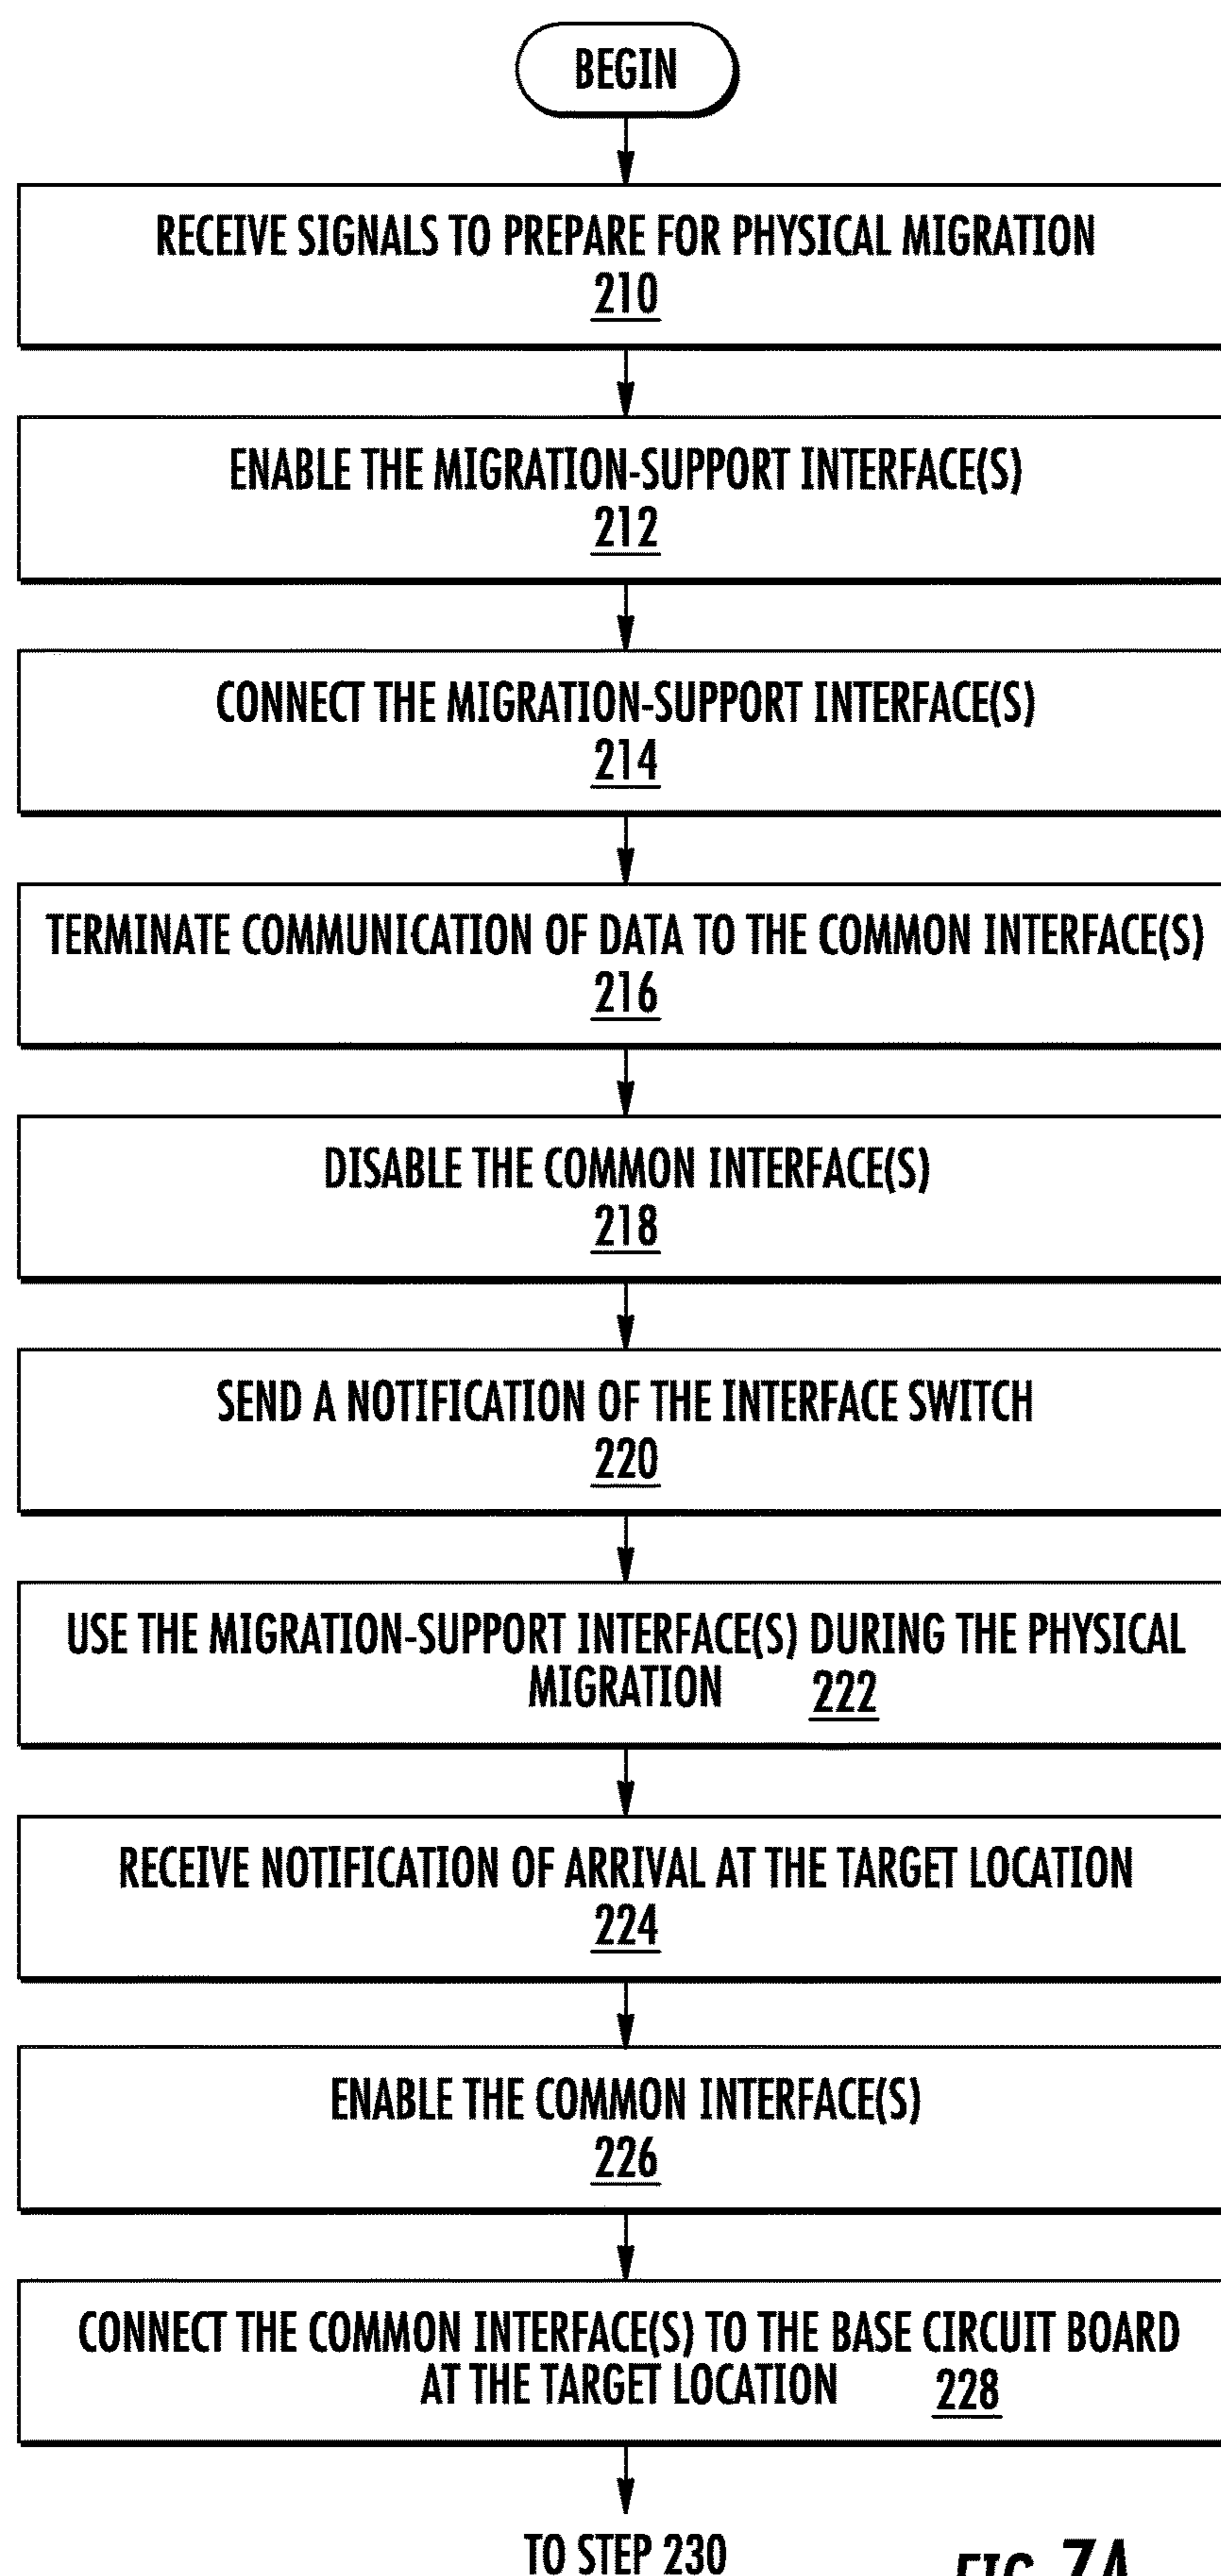 BEGIN
RECEIVE SIGNALS TO PREPARE FOR PHYSICAL MIGRATION
210
ENABLE THE MIGRATION-SUPPORT INTERFACE(S)
212
CONNECT THE MIGRATION-SUPPORT INTERFACE(S)
214
TERMINATE COMMUNICATION OF DATA TO THE COMMON INTERFACE(S)
216
DISABLE THE COMMON INTERFACE(S)
218
SEND A NOTIFICATION OF THE INTERFACE SWITCH
220
USE THE MIGRATION-SUPPORT INTERFACE(S) DURING THE PHYSICAL
MIGRATION 222
RECEIVE NOTIFICATION OF ARRIVAL AT THE TARGET LOCATION
224
ENABLE THE COMMON INTERFACE(S)
226
CONNECT THE COMMON INTERFACE(S) TO THE BASE CIRCUIT BOARD
AT THE TARGET LOCATION 228
TO STEP 230
FIG. 7A